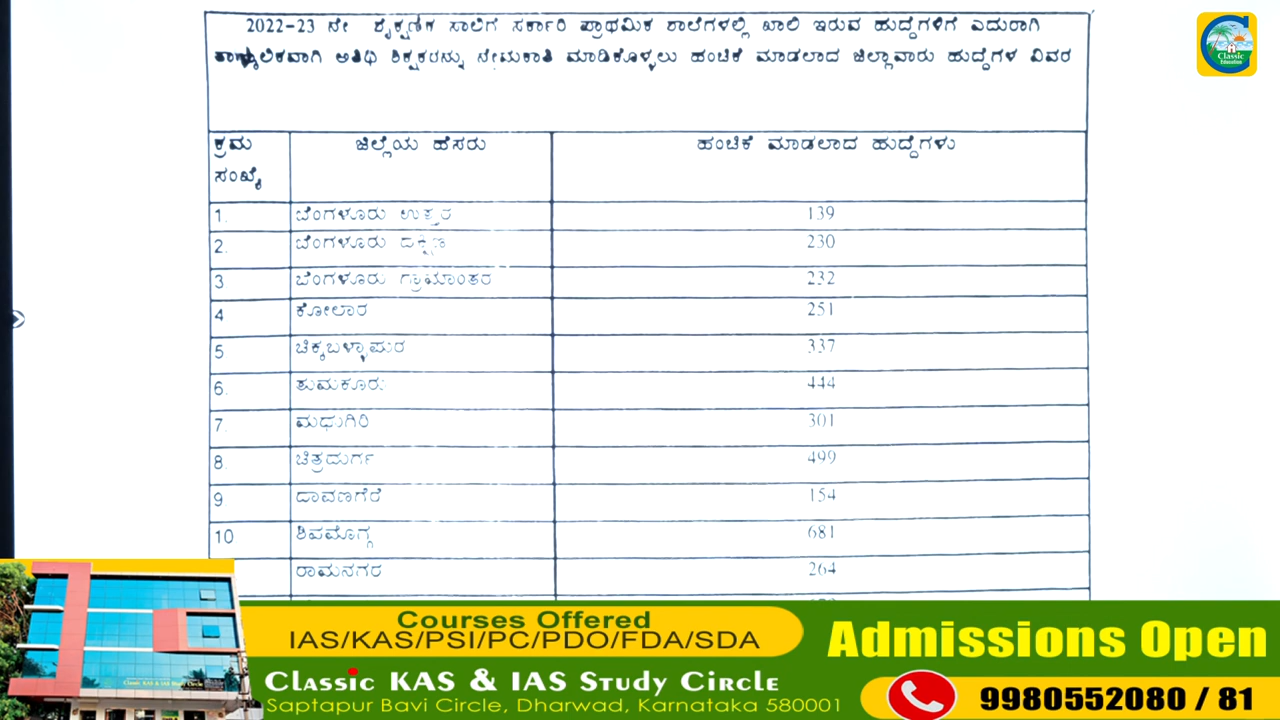 2022-23 ನೇ ಶೈಕ್ಷಣಿಕ ಸಾಲಿಗೆ ಸರ್ಕಾರಿ ಪ್ರಾಥಮಿಕ ಶಾಲೆಗಳಲ್ಲಿ ಖಾಲಿ ಇರುವ ಹುದ್ದೆಗಳಿಗೆ ಎದುರಾಗಿ
ತಾತ್ಕಾಲಿಕವಾಗಿ ಅತಿಥಿ ಶಿಕ್ಷಕರನ್ನು ನೇಮಕಾತಿ ಮಾಡಿಕೊಳ್ಳಲು ಹಂಚಿಕೆ ಮಾಡಲಾದ ಜಿಲ್ಲಾವಾರು ಹುದ್ದೆಗಳ ವಿವರ
Classic
Education
ಕ್ರಮ ಸಂಖ್ಯೆ ಜಿಲ್ಲೆಯ ಹೆಸರು ಹಂಚಿಕೆ ಮಾಡಲಾದ ಹುದ್ದೆಗಳು
1. ಬೆಂಗಳೂರು ಉತ್ತರ 139
2. ಬೆಂಗಳೂರು ದಕ್ಷಿಣ 230
3 ಬೆಂಗಳೂರು ಗ್ರಾಮಾಂತರ 232
4 ಕೋಲಾರ 251
5 ಚಿಕ್ಕಬಳ್ಳಾಪುರ 337
6. ತುಮಕೂರು 444
7. ಮಧುಗಿರಿ 301
8. ಚಿತ್ರದುರ್ಗ 499
9 ದಾವಣಗೆರೆ 154
10 ಶಿವಮೊಗ್ಗ 681
ರಾಮನಗರ 264
Courses Offered
IAS/KAS/PSI/PC/PDO/FDA/SDA
Classic KAS & IAS Study Circle
Saptapur Bavi Circle, Dharwad, Karnataka 580001
Admissions Open
9980552080 / 81